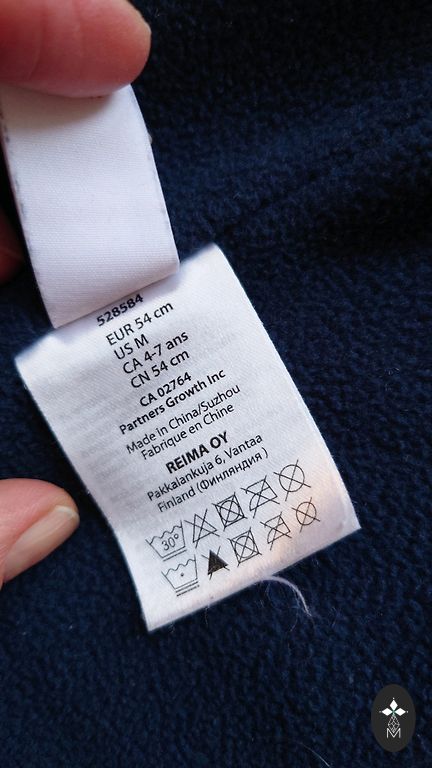 528584
EUR 54 cm
US M
CA 4-7 ans
CN 54 cm
CA 02764
Partners Growth Inc
Made in China/Suzhou
Fabrique en Chine
REIMA OY
Pakkalankuja 6, Vantaa
Finland (Финляндия )
30°
M